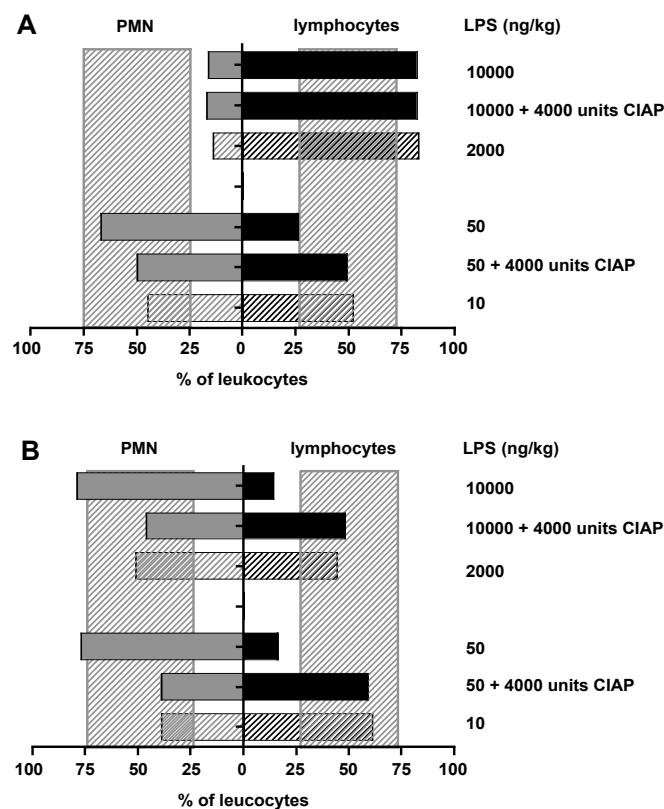 A
PMN lymphocytes LPS (ng/kg)
10000
10000 + 4000 units CIAP
2000
50
50 + 4000 units CIAP
10
100 75 50 25 0 25 50 75 100
% of leukocytes
B
PMN lymphocytes LPS (ng/kg)
10000
10000 + 4000 units CIAP
2000
50
50 + 4000 units CIAP
10
100 75 50 25 0 25 50 75 100
% of leucocytes